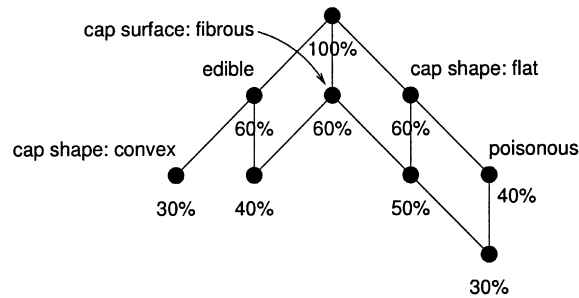 cap surface: fibrous
100%
edible
cap shape: flat
60%
60%
60%
cap shape: convex
poisonous
30%
40%
50%
40%
30%